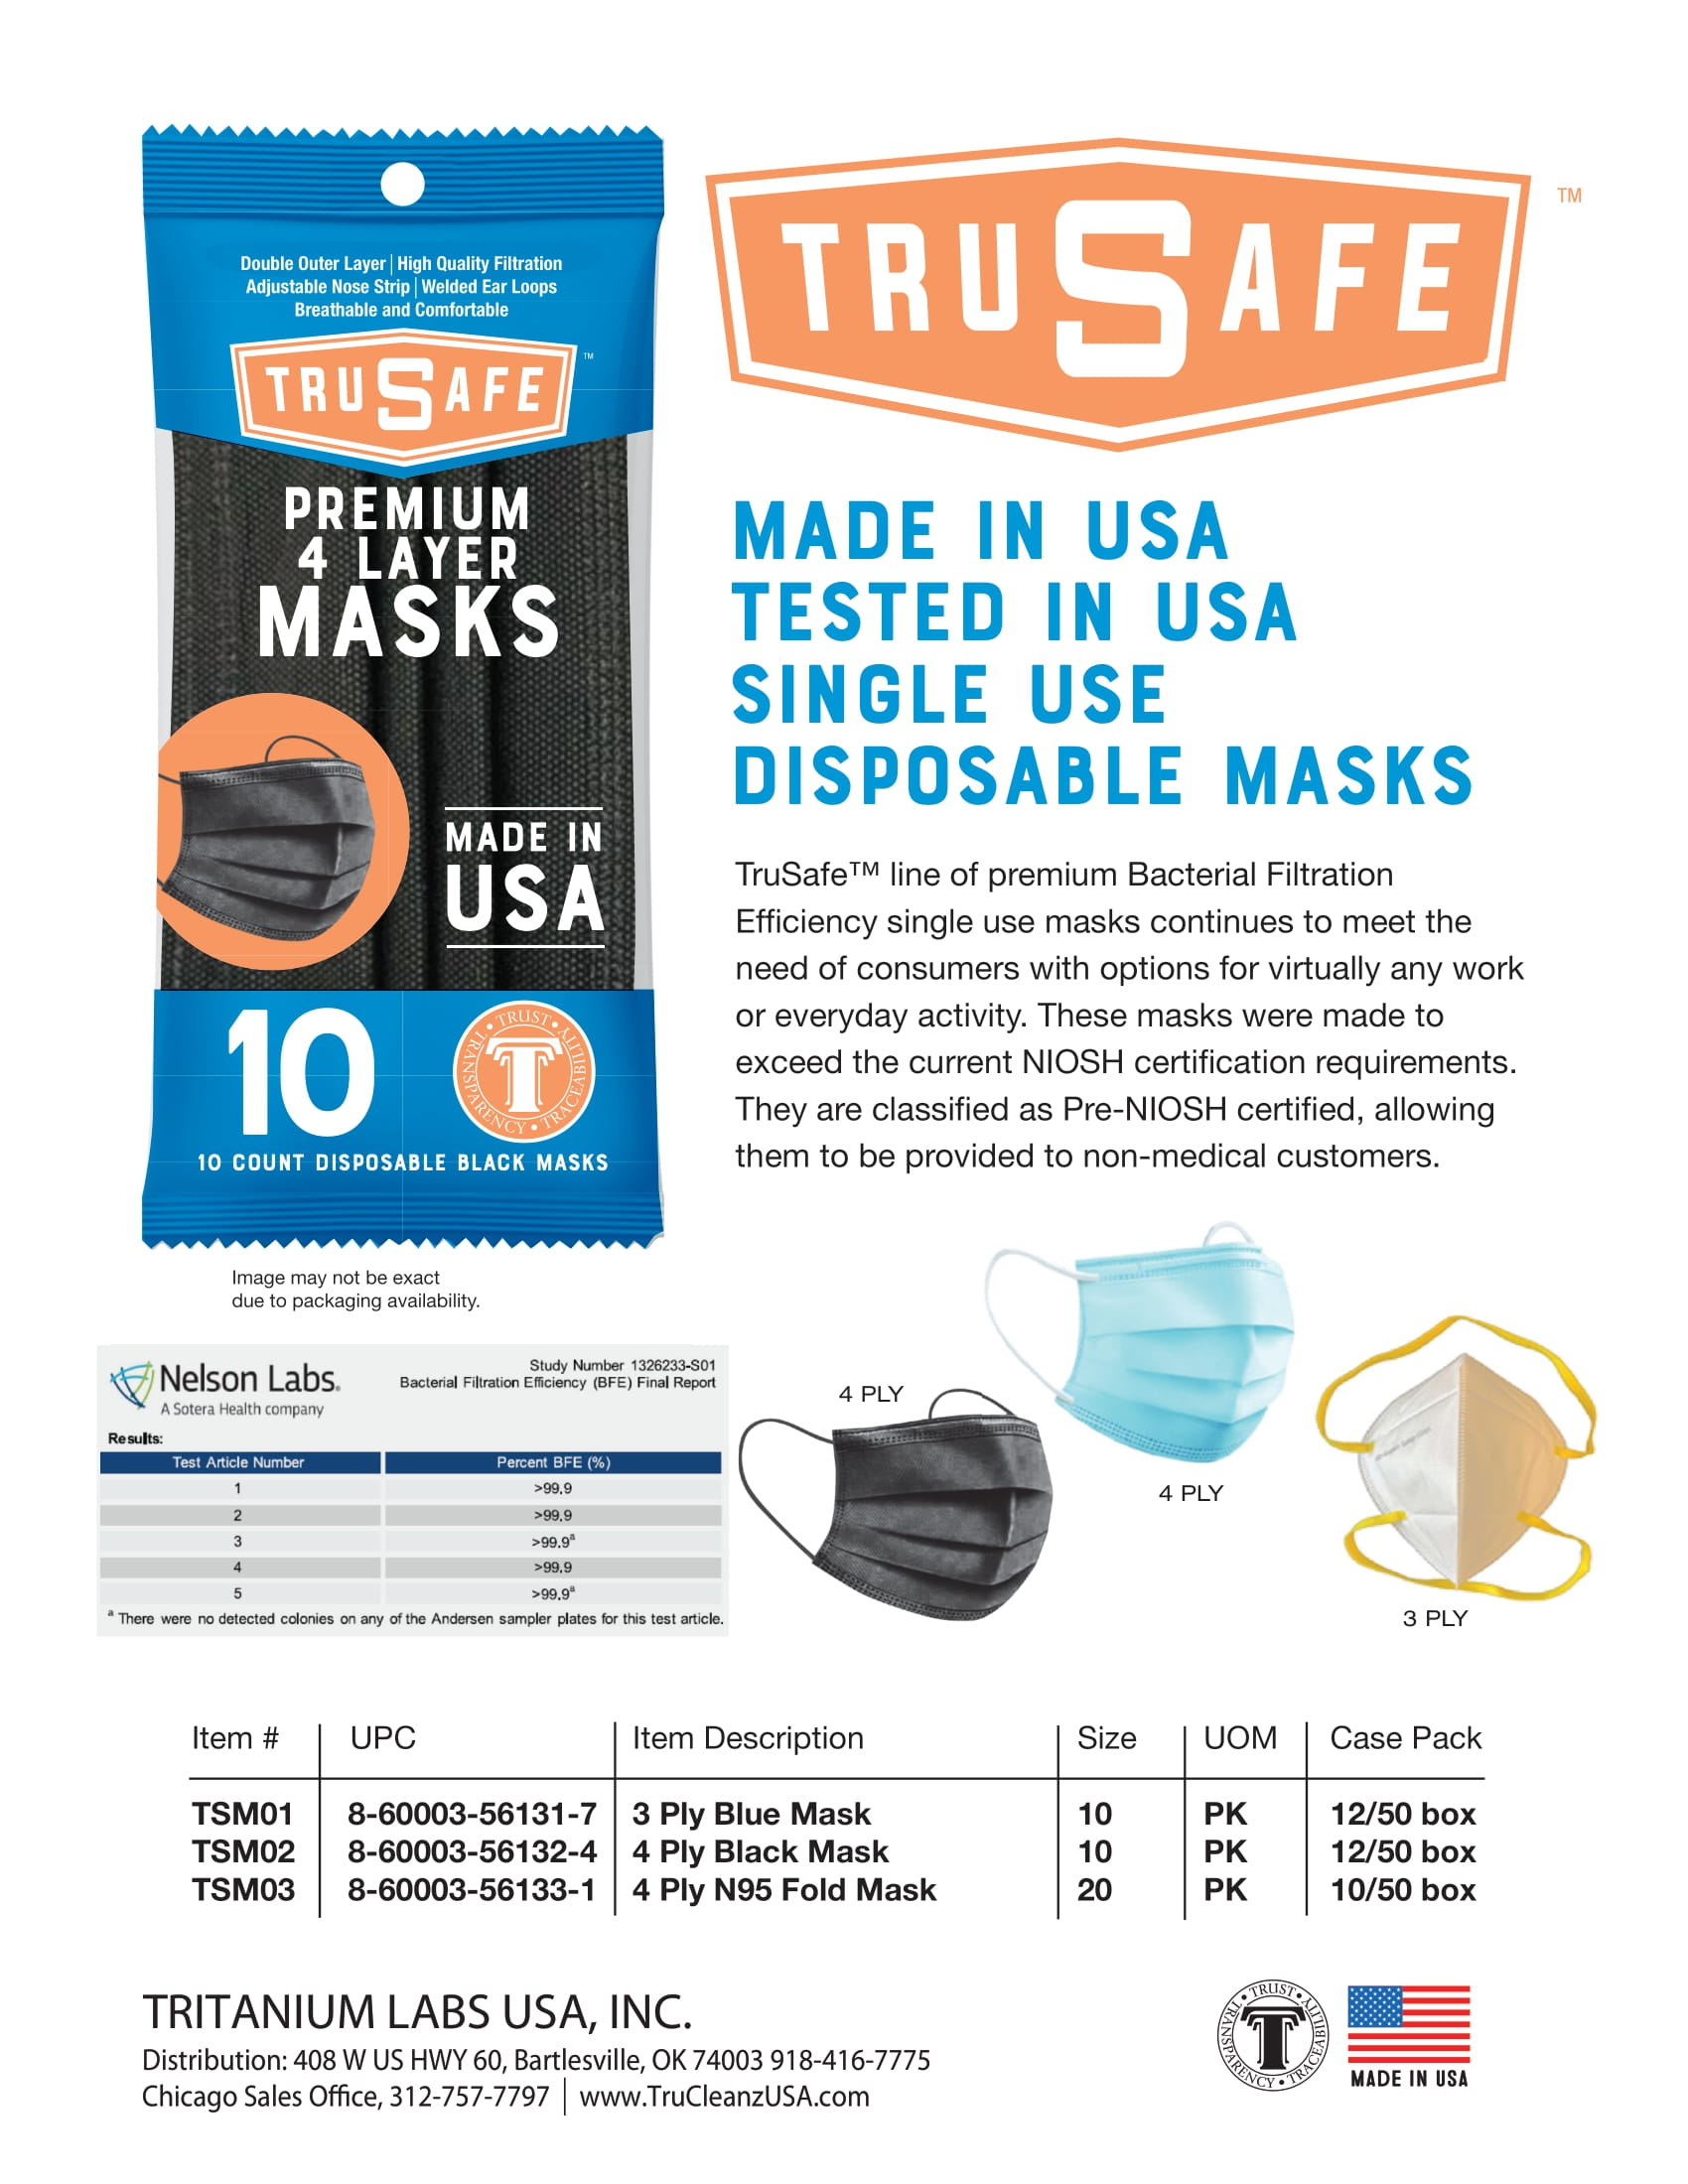 Double Outer Layer | High Quality Filtration
Adjustable Nose Strip | Welded Ear Loops
Breathable and Comfortable
TRUSAFE ™
PREMIUM
4 LAYER
MASKS
MADE IN
USA
10
TRUST • TRACEABILITY • TRANSPARENCY •
T
10 COUNT DISPOSABLE BLACK MASKS
Image may not be exact
due to packaging availability.
TRUSAFE ™
MADE IN USA
TESTED IN USA
SINGLE USE
DISPOSABLE MASKS
TruSafe™ line of premium Bacterial Filtration
Efficiency single use masks continues to meet the
need of consumers with options for virtually any work
or everyday activity. These masks were made to
exceed the current NIOSH certification requirements.
They are classified as Pre-NIOSH certified, allowing
them to be provided to non-medical customers.
Nelson Labs.
A Sotera Health company
Study Number 1326233-S01
Bacterial Filtration Efficiency (BFE) Final Report
Results:
Test Article Number Percent BFE (%)
1 >99.9
2 >99.9
3 >99.9ª
4 >99.9
5 >99.9ª
ª There were no detected colonies on any of the Andersen sampler plates for this test article.
4 PLY
4 PLY
3 PLY
Item # UPC Item Description Size UOM Case Pack
TSM01 8-60003-56131-7 3 Ply Blue Mask 10 PK 12/50 box
TSM02 8-60003-56132-4 4 Ply Black Mask 10 PK 12/50 box
TSM03 8-60003-56133-1 4 Ply N95 Fold Mask 20 PK 10/50 box
TRITANIUM LABS USA, INC.
Distribution: 408 W US HWY 60, Bartlesville, OK 74003 918-416-7775
Chicago Sales Office, 312-757-7797 | www.TruCleanzUSA.com
TRUST • TRACEABILITY • TRANSPARENCY •
T
MADE IN USA